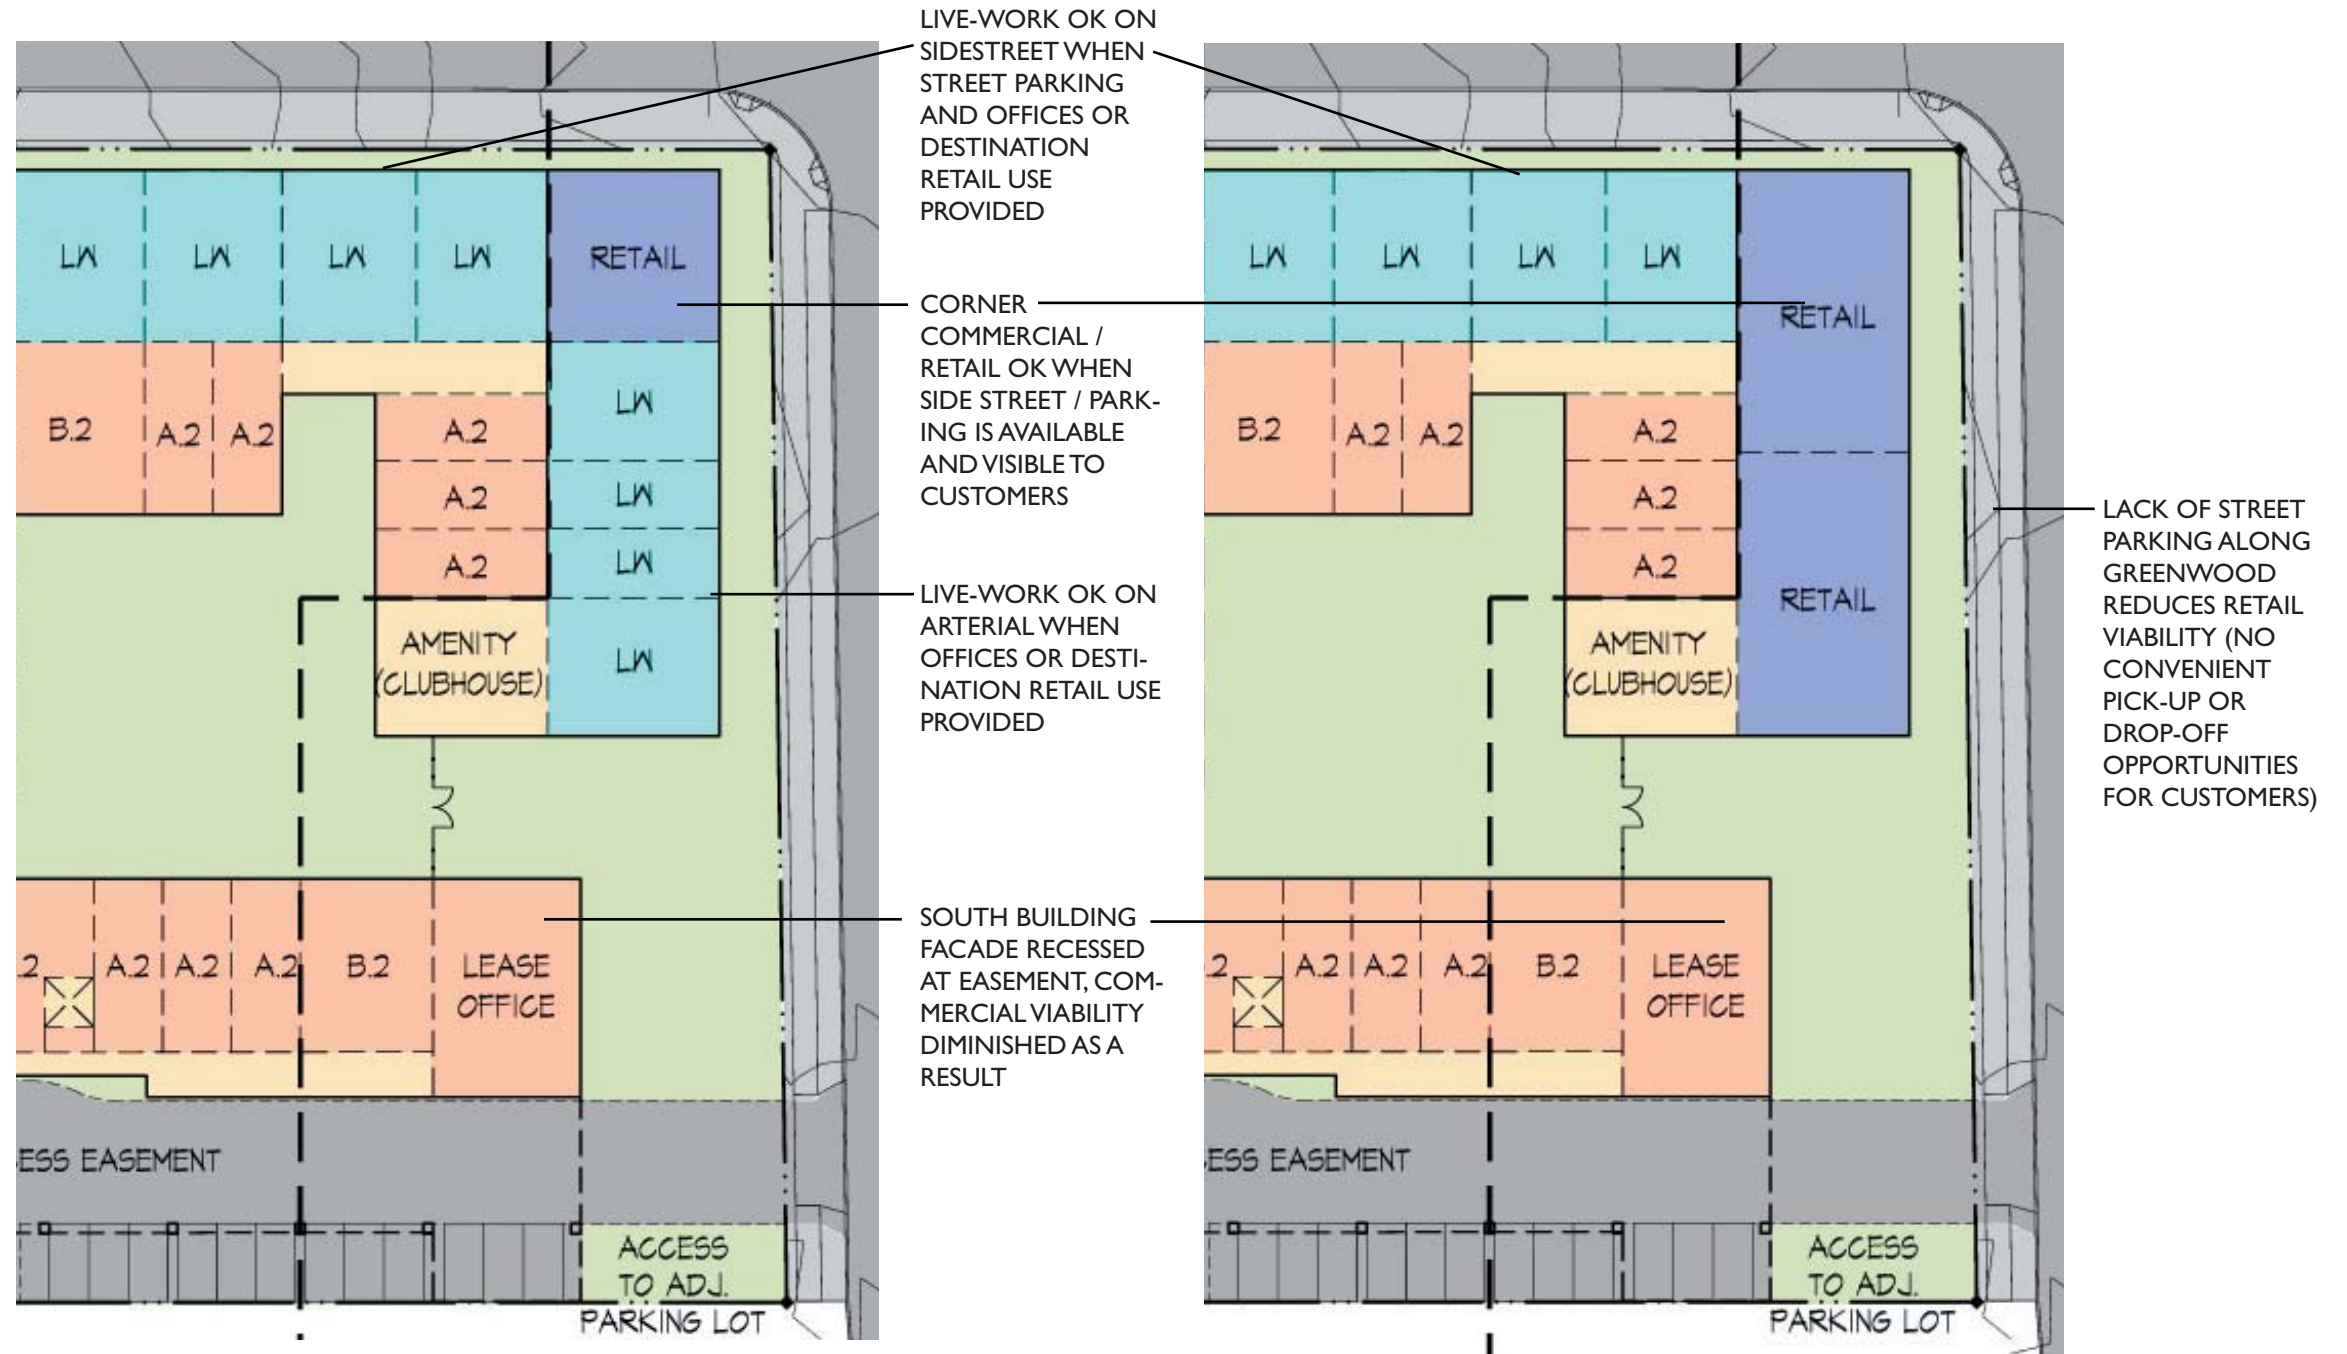 LIVE-WORK OK ON
SIDESTREET WHEN
STREET PARKING
AND OFFICES OR
DESTINATION
RETAIL USE
PROVIDED
CORNER
COMMERCIAL /
RETAIL OK WHEN
SIDE STREET / PARK-
ING IS AVAILABLE
AND VISIBLE TO
CUSTOMERS
LIVE-WORK OK ON
ARTERIAL WHEN
OFFICES OR DESTI-
NATION RETAIL USE
PROVIDED
SOUTH BUILDING
FACADE RECESSED
AT EASEMENT, COM-
MERCIAL VIABILITY
DIMINISHED AS A
RESULT
LACK OF STREET
PARKING ALONG
GREENWOOD
REDUCES RETAIL
VIABILITY (NO
CONVENIENT
PICK-UP OR
DROP-OFF
OPPORTUNITIES
FOR CUSTOMERS)
LW LW LW LW RETAIL
LW
B.2 A.2 A.2 A.2
A.2 LW
A.2 LW
AMENITY
(CLUBHOUSE) LW
.2 A.2 A.2 A.2 B.2 LEASE
OFFICE
ESS EASEMENT
ACCESS
TO ADJ.
PARKING LOT
LW LW LW LW
RETAIL
B.2 A.2 A.2 A.2
A.2
A.2
RETAIL
AMENITY
(CLUBHOUSE)
.2 A.2 A.2 A.2 B.2 LEASE
OFFICE
ESS EASEMENT
ACCESS
TO ADJ.
PARKING LOT